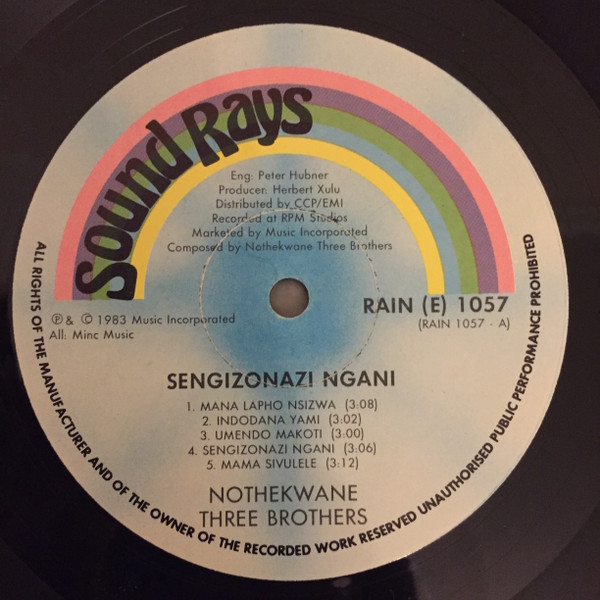 Sound Rays
Eng: Peter Hubner
Producer: Herbert Xulu
Distributed by CCP/EMI
Recorded at RPM Studios
Marketed by Music Incorporated
Composed by Nothekwane Three Brothers
RAIN (E) 1057
(RAIN 1057 - A)
℗ & © 1983 Music Incorporated
All: Minc Music
SENGIZONAZI NGANI
1. MANA LAPHO NSIZWA (3:08)
2. INDODANA YAMI (3:02)
3. UMENDO MAKOTI (3:00)
4. SENGIZONAZI NGANI (3:06)
5. MAMA SIVULELE (3:12)
NOTHEKWANE
THREE BROTHERS
ALL RIGHTS OF THE MANUFACTURER AND OF THE OWNER OF THE RECORDED WORK RESERVED UNAUTHORISED PUBLIC PERFORMANCE PROHIBITED